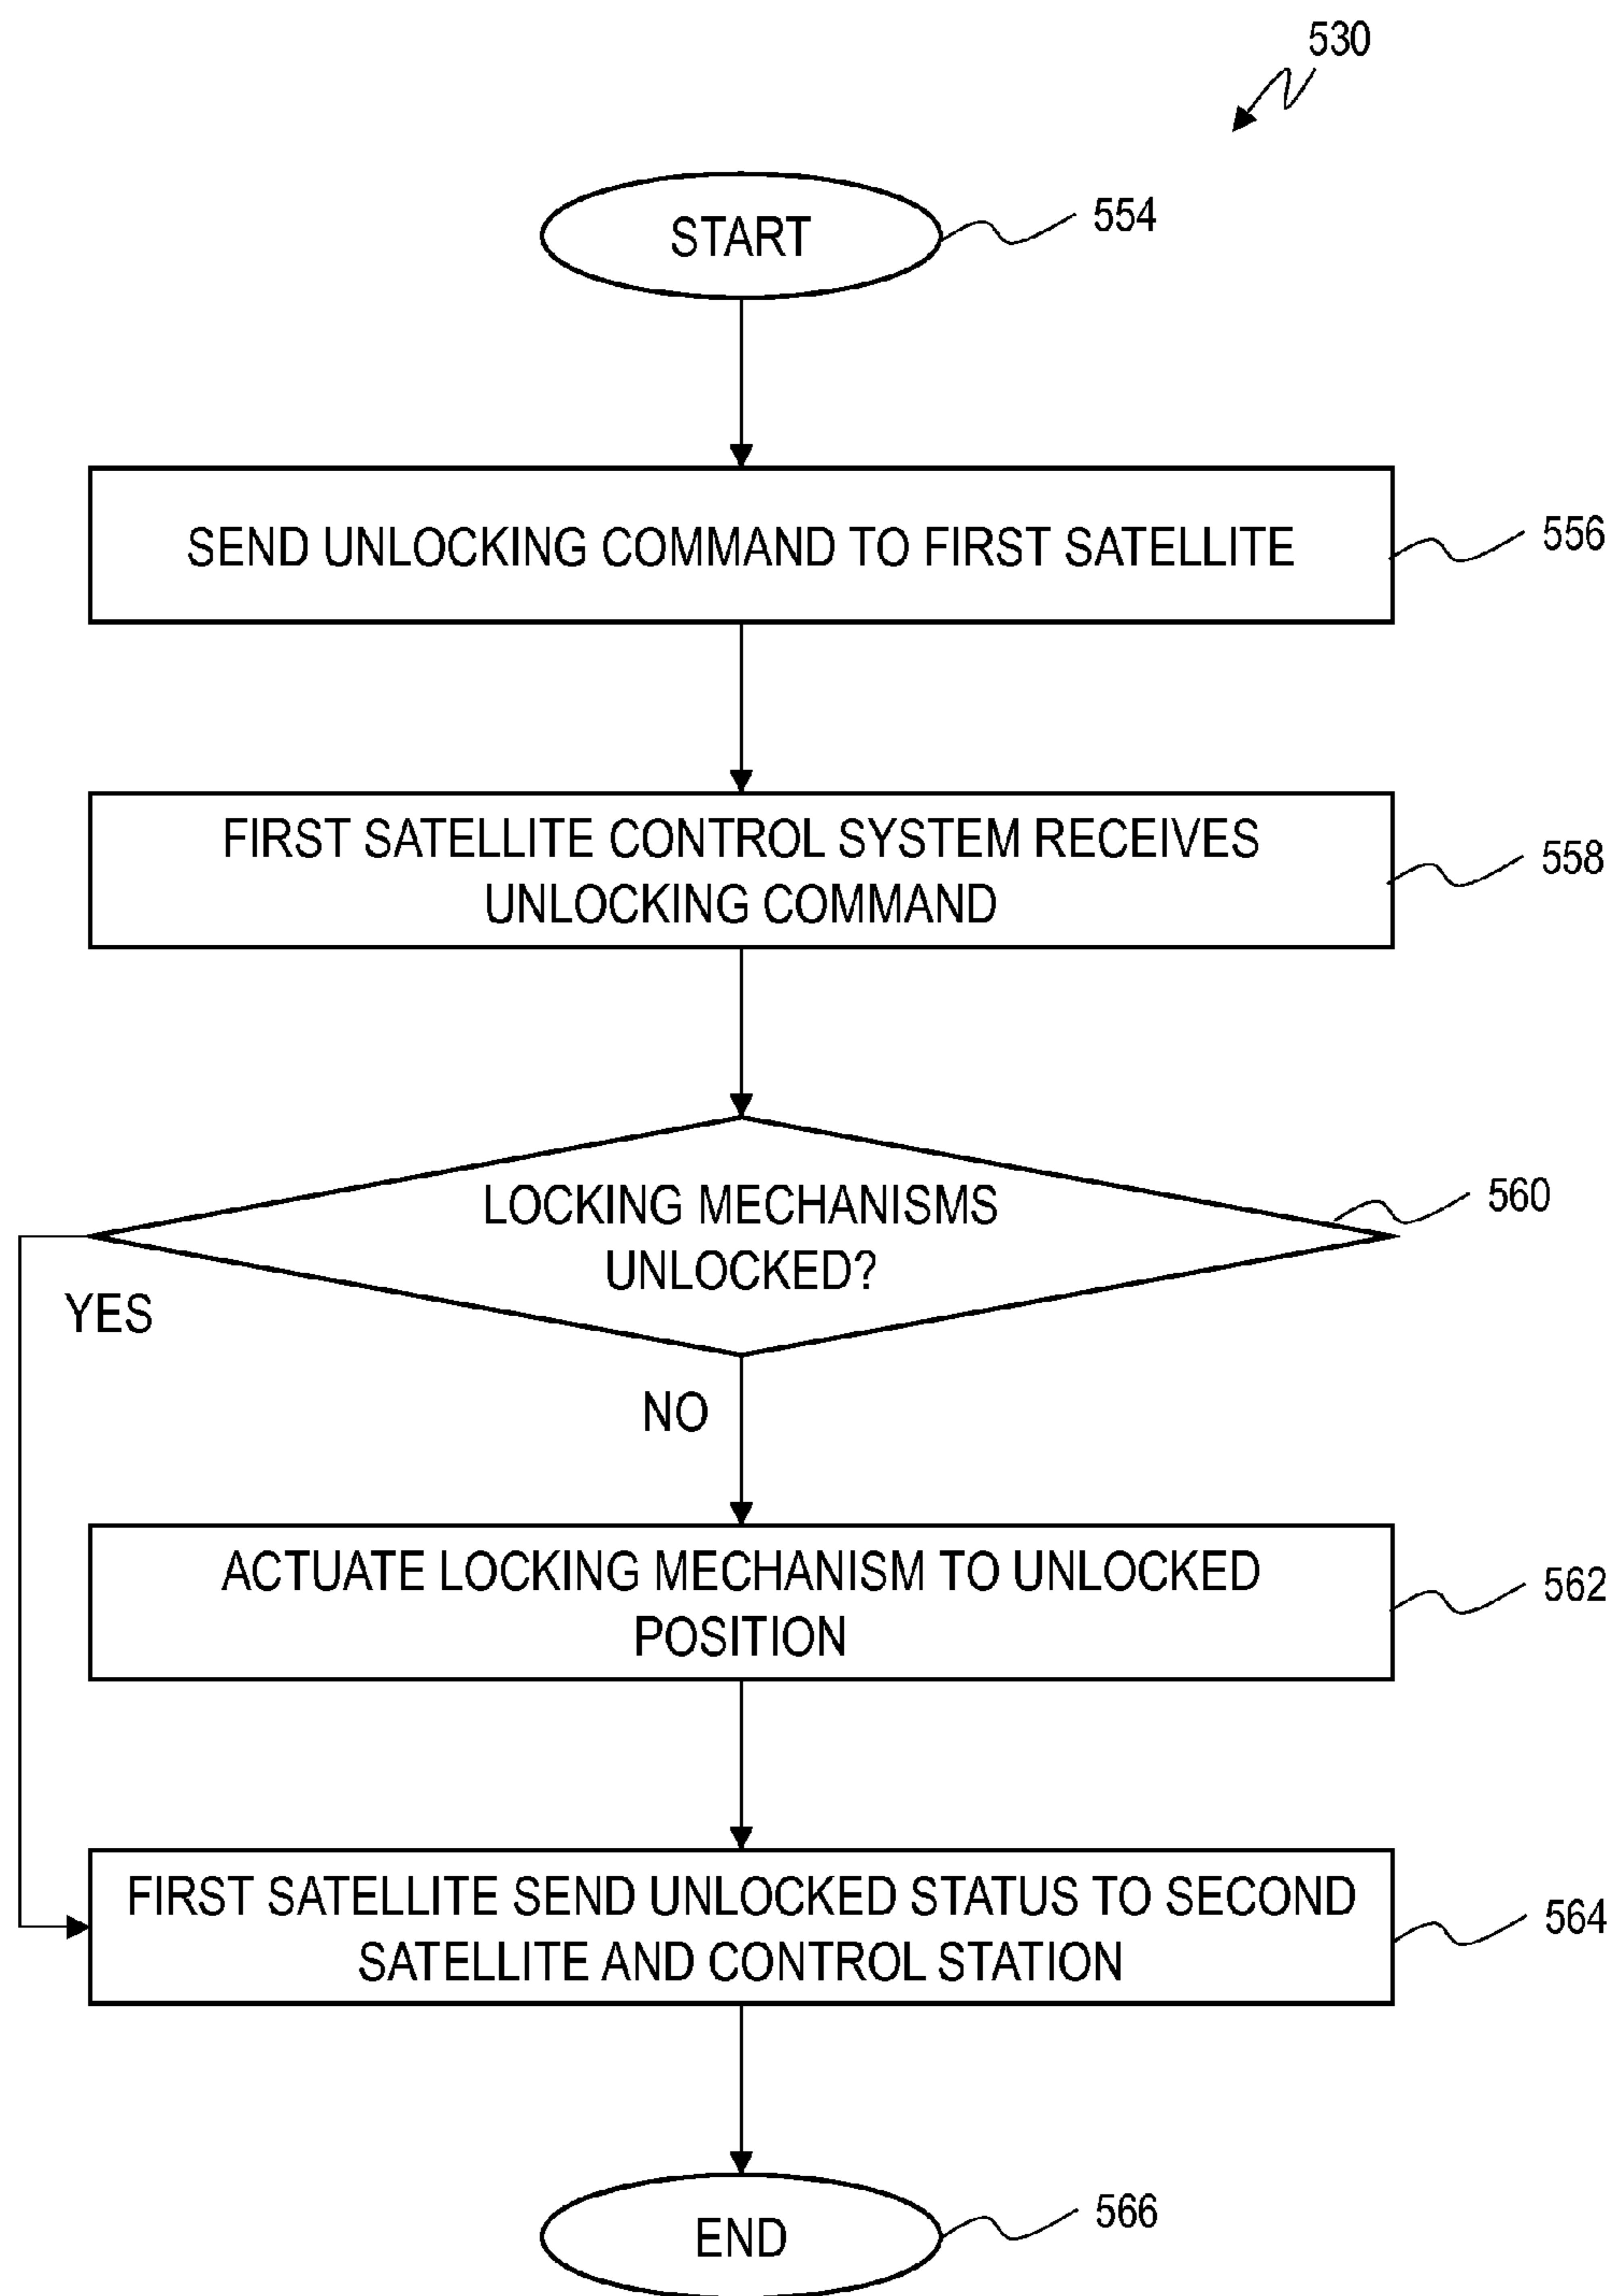 530
START
554
SEND UNLOCKING COMMAND TO FIRST SATELLITE
556
FIRST SATELLITE CONTROL SYSTEM RECEIVES
UNLOCKING COMMAND
558
LOCKING MECHANISMS
UNLOCKED?
560
YES
NO
ACTUATE LOCKING MECHANISM TO UNLOCKED
POSITION
562
FIRST SATELLITE SEND UNLOCKED STATUS TO SECOND
SATELLITE AND CONTROL STATION
564
END
566